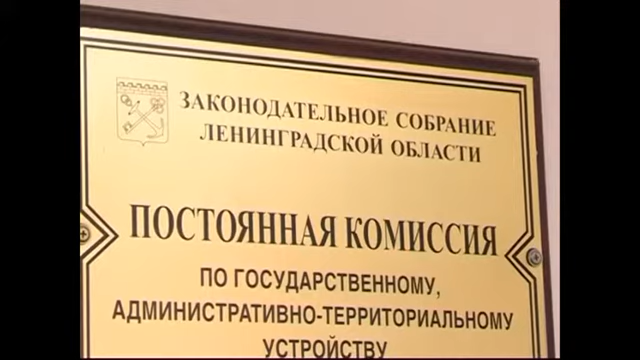 ЗАКОНОДАТЕЛЬНОЕ СОБРАНИЕ
ЛЕНИНГРАДСКОЙ ОБЛАСТИ
ПОСТОЯННАЯ КОМИССИЯ
ПО ГОСУДАРСТВЕННОМУ,
АДМИНИСТРАТИВНО-ТЕРРИТОРИАЛЬНОМУ
УСТРОЙСТВУ